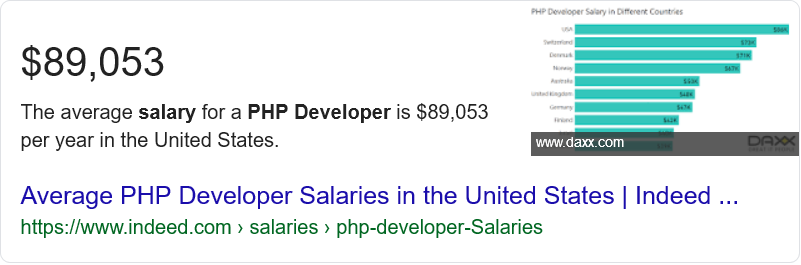 $89,053
The average salary for a PHP Developer is $89,053
per year in the United States.
Average PHP Developer Salaries in the United States | Indeed ...
https://www.indeed.com › salaries › php-developer-Salaries
PHP Developer Salary in Different Countries
USA
Switzerland $73K
Denmark $71K
Norway $67K
Australia
United Kingdom $48K
Germany $47K
Finland $42K
www.daxx.com
DAXX